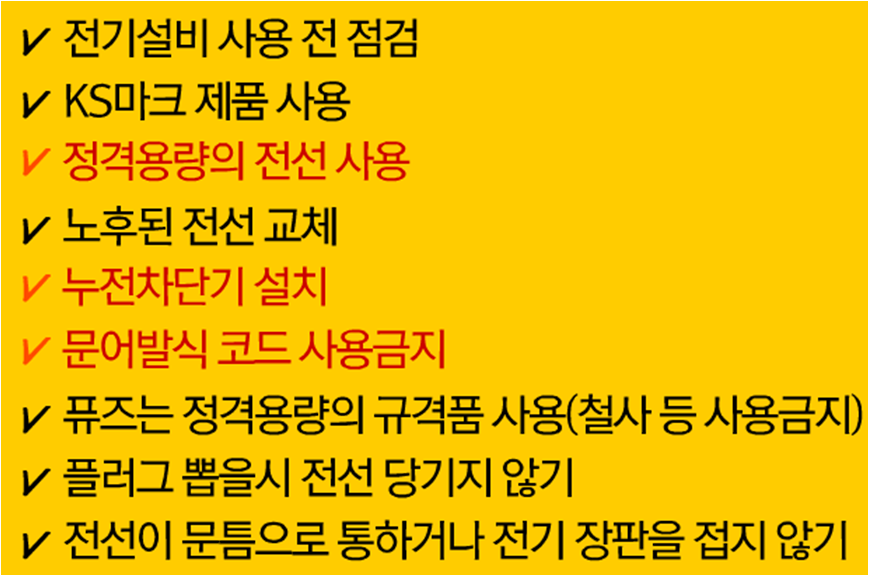 ✔ 전기설비 사용 전 점검
✔ KS마크 제품 사용
✔ 정격용량의 전선 사용
✔ 노후된 전선 교체
✔ 누전차단기 설치
✔ 문어발식 코드 사용금지
✔ 퓨즈는 정격용량의 규격품 사용(철사 등 사용금지)
✔ 플러그 뽑을시 전선 당기지 않기
✔ 전선이 문틈으로 통하거나 전기 장판을 접지 않기